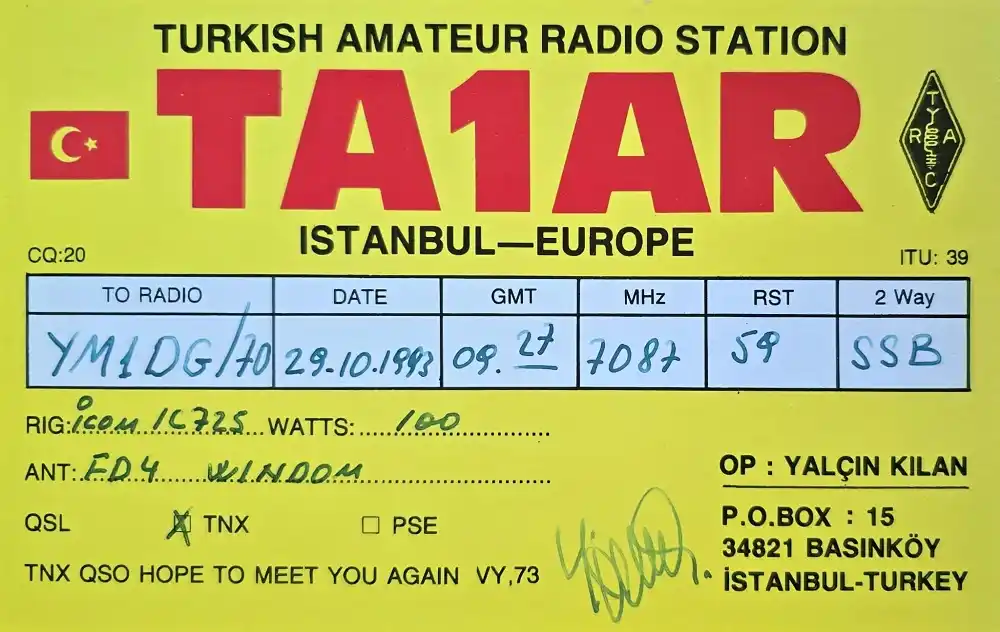 TURKISH AMATEUR RADIO STATION
TA1AR
T
Y
R A
C
ISTANBUL—EUROPE
CQ:20 ITU: 39
TO RADIO DATE GMT MHz RST 2 Way
YM1DG/70 29.10.1993 09.27 7087 59 SSB
RIG: icom IC725 WATTS: 100
ANT: FD4 WINDOM
OP : YALÇIN KILAN
QSL X TNX □ PSE
P.O.BOX : 15
34821 BASINKÖY
TNX QSO HOPE TO MEET YOU AGAIN VY,73
İSTANBUL-TURKEY